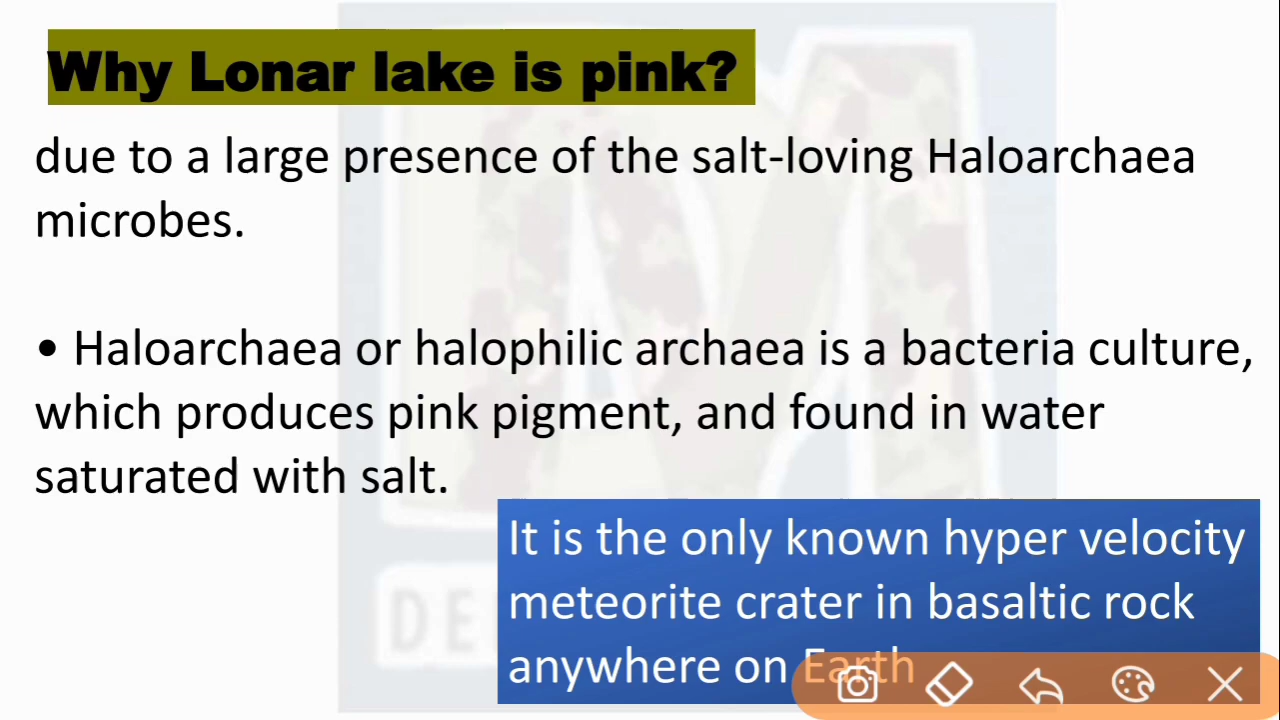 Why Lonar lake is pink?
due to a large presence of the salt-loving Haloarchaea
microbes.
• Haloarchaea or halophilic archaea is a bacteria culture,
which produces pink pigment, and found in water
saturated with salt.
It is the only known hyper velocity
meteorite crater in basaltic rock
anywhere on Earth
DE